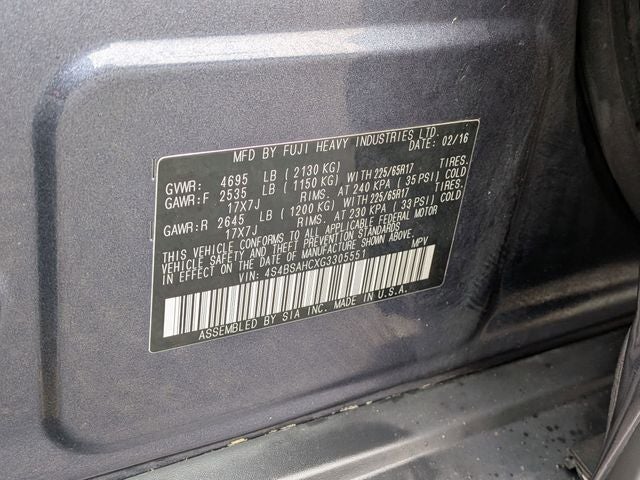 MFD BY FUJI HEAVY INDUSTRIES LTD.
DATE: 02/16
GVWR: 4695 LB ( 2130 KG)
GAWR:F 2535 LB ( 1150 KG) WITH 225/65R17 TIRES.
17X7J RIMS. AT 240 KPA ( 35 PSI) COLD
GAWR:R 2645 LB ( 1200 KG) WITH 225/65R17 TIRES.
17X7J RIMS. AT 230 KPA ( 33 PSI) COLD
THIS VEHICLE CONFORMS TO ALL APPLICABLE FEDERAL MOTOR
VEHICLE SAFETY AND THEFT PREVENTION STANDARDS
IN EFFECT ON THE DATE OF MANUFACTURE SHOWN ABOVE.
VIN: 4S4BSAHCXG3305551 MPV
ASSEMBLED BY SIA INC. MADE IN U.S.A.